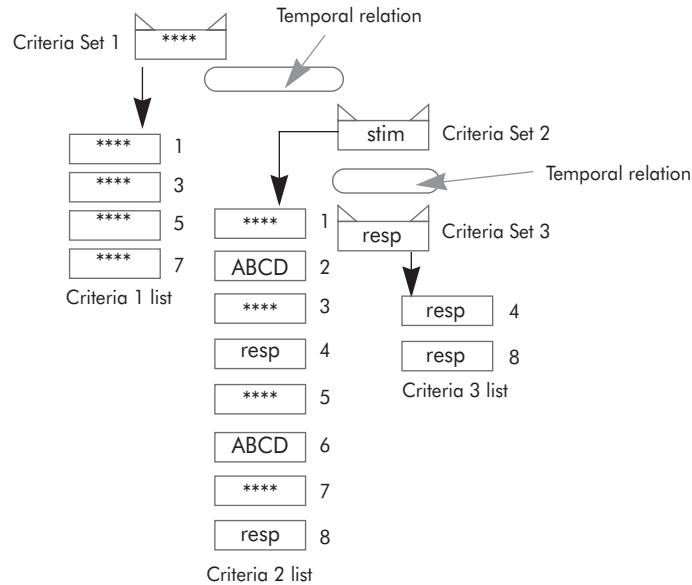 Temporal relation
Criteria Set 1
****
stim
Criteria Set 2
Temporal relation
**** 1
**** 3
**** 5
**** 7
Criteria 1 list
resp
Criteria Set 3
**** 1
ABCD 2
**** 3
resp 4
**** 5
ABCD 6
**** 7
resp 8
Criteria 2 list
resp 4
resp 8
Criteria 3 list